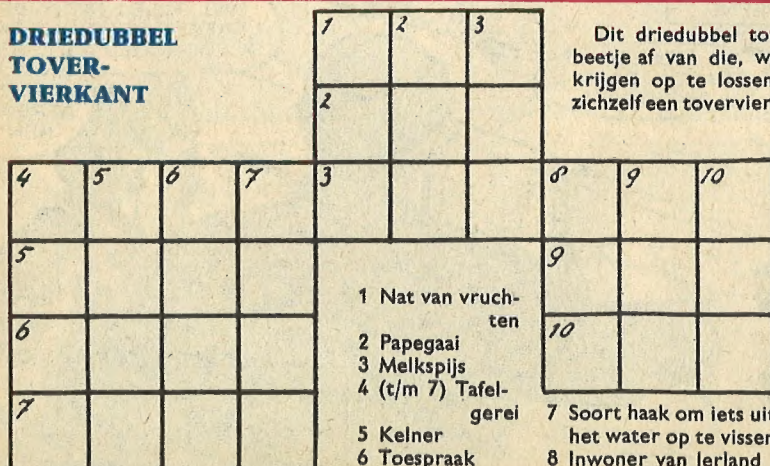 DRIEDUBBEL
TOVER-
VIERKANT
1 2 3
2
4 5 6 7 3 8 9 10
5 9
6 10
7
Dit driedubbel to
beetje af van die, w
krijgen op te lossen
zichzelf een tovervier
1 Nat van vruch-
ten
2 Papegaai
3 Melkspijs
4 (t/m 7) Tafel-
gerei
5 Kelner
6 Toespraak
7 Soort haak om iets uit
het water op te vissen
8 Inwoner van Ierland